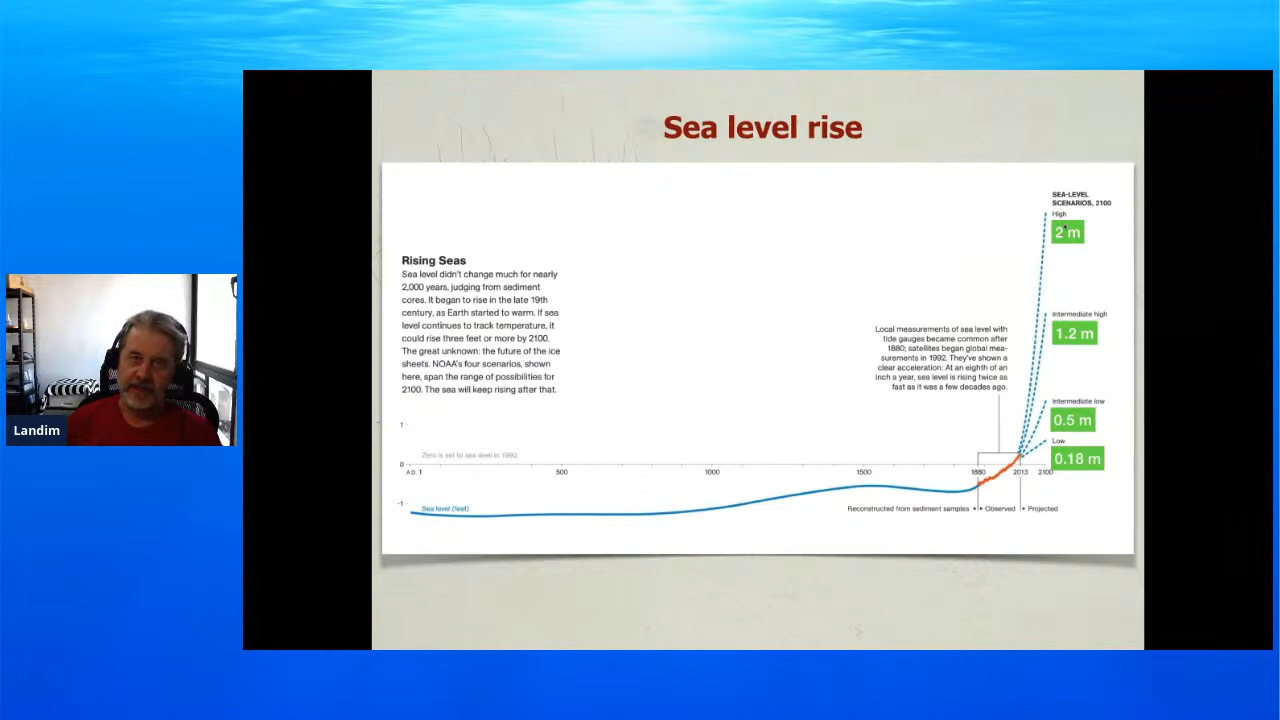 Sea level rise
SEA-LEVEL
SCENARIOS, 2100
High
2 m
Rising Seas
Sea level didn't change much for nearly
2,000 years, judging from sediment
cores. It began to rise in the late 19th
century, as Earth started to warm. If sea
level continues to track temperature, it
could rise three feet or more by 2100.
The great unknown: the future of the ice
sheets. NOAA's four scenarios, shown
here, span the range of possibilities for
2100. The sea will keep rising after that.
Intermediate high
1.2 m
Local measurements of sea level with
tide gauges became common after
1880; satellites began global mea-
surements in 1992. They've shown a
clear acceleration: At an eighth of an
inch a year, sea level is rising twice as
fast as it was a few decades ago.
Intermediate low
0.5 m
Low
0.18 m
1
Zero is set to sea level in 1992.
0
A.D. 1 500 1000 1500 1880 2013 2100
-1
Sea level (feet)
Reconstructed from sediment samples Observed Projected
Landim